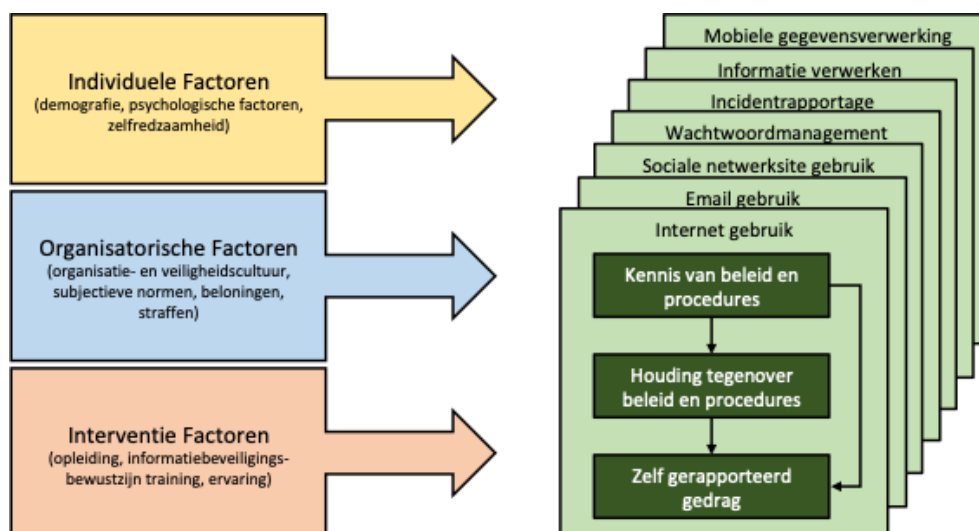 Individuele Factoren
(demografie, psychologische factoren,
zelfredzaamheid)
Organisatorische Factoren
(organisatie- en veiligheidscultuur,
subjectieve normen, beloningen,
straffen)
Interventie Factoren
(opleiding, informatiebeveiligings-
bewustzijn training, ervaring)
Mobiele gegevensverwerking
Informatie verwerken
Incidentrapportage
Wachtwoordmanagement
Sociale netwerksite gebruik
Email gebruik
Internet gebruik
Kennis van beleid en
procedures
Houding tegenover
beleid en procedures
Zelf gerapporteerd
gedrag